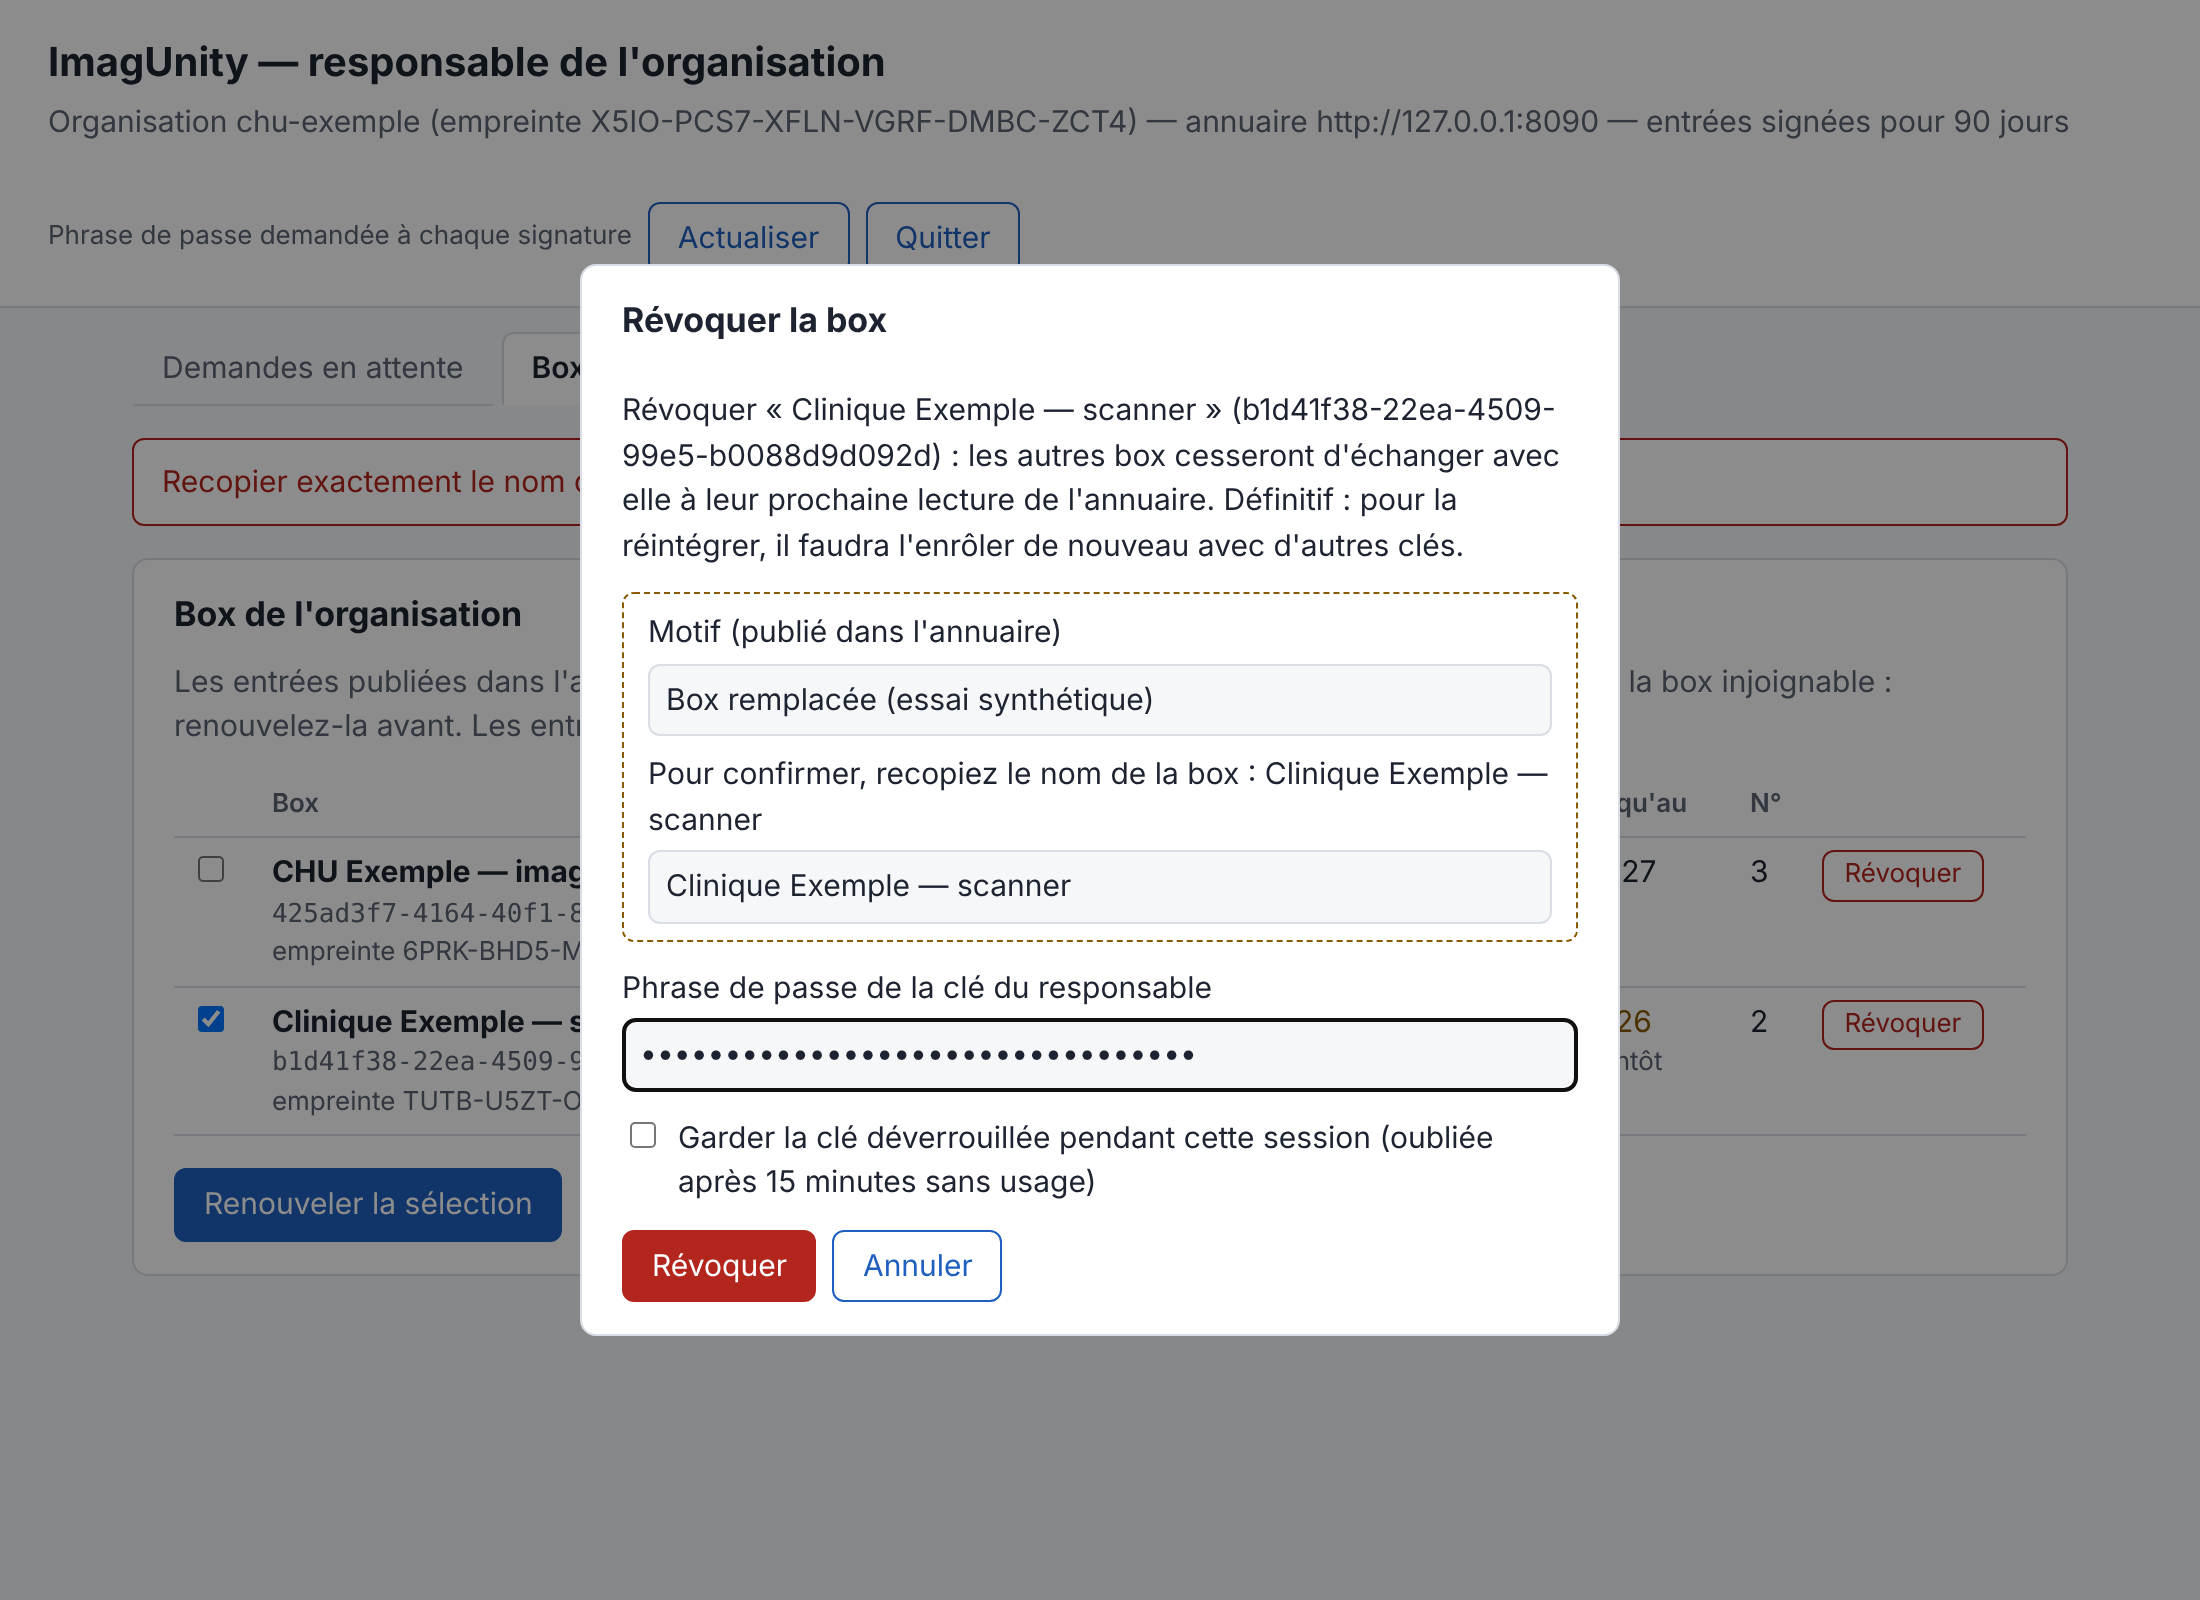 ImagUnity — responsable de l'organisation
Organisation chu-exemple (empreinte X5IO-PCS7-XFLN-VGRF-DMBC-ZCT4) — annuaire http://127.0.0.1:8090 — entrées signées pour 90 jours
Phrase de passe demandée à chaque signature
Actualiser
Quitter
Demandes en attente
Box
Recopier exactement le nom
Box de l'organisation
Les entrées publiées dans
la box injoignable :
renouvelez-la avant. Les
Box
N°
CHU Exemple —
425ad3f7-4164-40f1-8
empreinte 6PRK-BHD5-M
27
3
Révoquer
Clinique Exemple —
b1d41f38-22ea-4509-9
empreinte TUTB-U5ZT-O
26
2
Révoquer
Renouveler la sélection
Révoquer la box
Révoquer « Clinique Exemple — scanner » (b1d41f38-22ea-4509-
99e5-b0088d9d092d) : les autres box cesseront d'échanger avec
elle à leur prochaine lecture de l'annuaire. Définitif : pour la
réintégrer, il faudra l'enrôler de nouveau avec d'autres clés.
Motif (publié dans l'annuaire)
Box remplacée (essai synthétique)
Pour confirmer, recopiez le nom de la box : Clinique Exemple —
scanner
Clinique Exemple — scanner
Phrase de passe de la clé du responsable
•••••••••••••••••••••••••••••••••
Garder la clé déverrouillée pendant cette session (oubliée
après 15 minutes sans usage)
Révoquer
Annuler